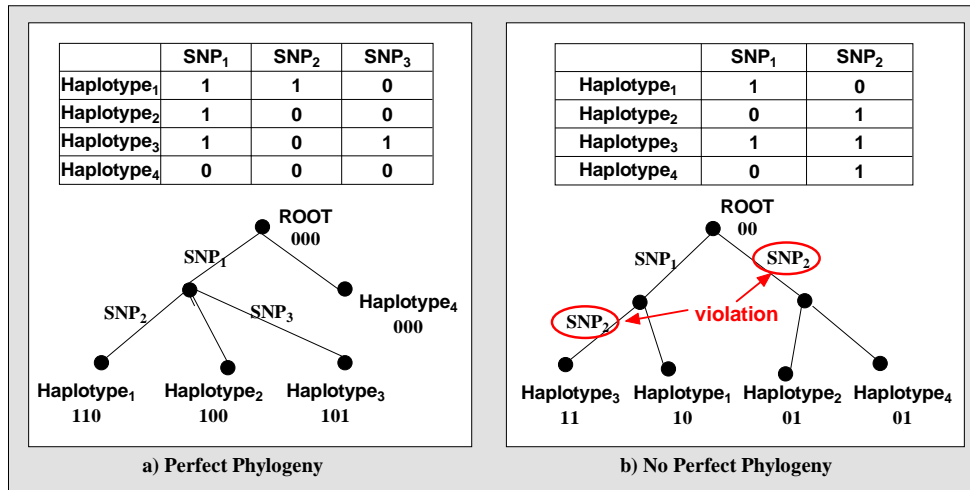 SNP₁ SNP₂ SNP₃
Haplotype₁ 1 1 0
Haplotype₂ 1 0 0
Haplotype₃ 1 0 1
Haplotype₄ 0 0 0
ROOT
000
SNP₁
SNP₂
SNP₃
Haplotype₄
000
Haplotype₁ Haplotype₂ Haplotype₃
110 100 101
a) Perfect Phylogeny
SNP₁ SNP₂
Haplotype₁ 1 0
Haplotype₂ 0 1
Haplotype₃ 1 1
Haplotype₄ 0 1
ROOT
00
SNP₁
SNP₂
violation
SNP₂
Haplotype₃ Haplotype₁ Haplotype₂ Haplotype₄
11 10 01 01
b) No Perfect Phylogeny